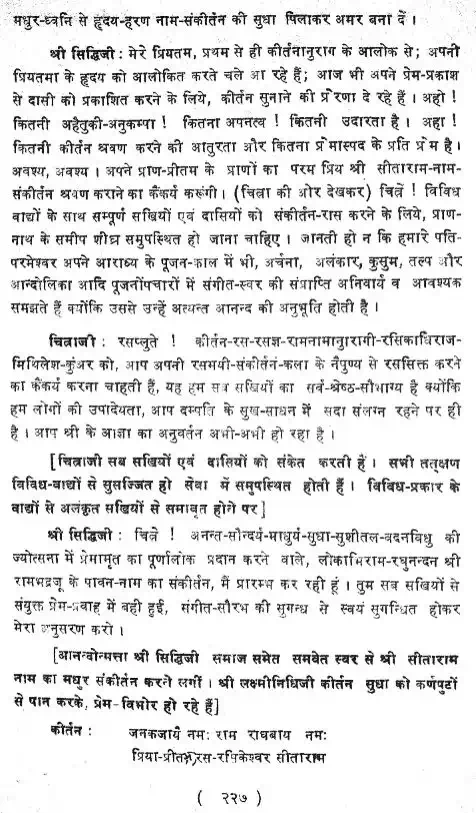 मधुर-ध्वनि से हृदय-हरण नाम-संकीर्तन की सुधा पिलाकर अमर बना दें ।
श्री सिद्धिजी : मेरे प्रियतम, प्रथम से ही कीर्तनानुराग के आलोक से; अपनी
प्रियतमा के हृदय को आलोकित करते चले आ रहे हैं; आज भी अपने प्रेम-प्रकाश
से दासी को प्रकाशित करने के लिये, कीर्तन सुनाने की प्रेरणा दे रहे हैं । अहो !
कितनी अहैतुकी-अनुकम्पा ! कितना अपनत्व ! कितनी उदारता है । अहा !
कितनी कीर्तन श्रवण करने की आतुरता और कितना प्रेमास्पद के प्रति प्रेम है ।
अवश्य, अवश्य । अपने प्राण-प्रीतम के प्राणों का परम प्रिय श्री सीताराम-नाम-
संकीर्तन श्रवण कराने का कैंकर्य करूंगी । (चित्रा की ओर देखकर) चित्रे ! विविध
वाद्यों के साथ सम्पूर्ण सखियों एवं दासियों को संकीर्तन-रास करने के लिये, प्राण-
नाथ के समीप शीघ्र समुपस्थित हो जाना चाहिए । जानती हो न कि हमारे पति-
परमेश्वर अपने आराध्य के पूजन-काल में भी, अर्चना, अलंकार, कुसुम, तल्प और
आन्दोलिका आदि पूजनोंपचारों में संगीत-स्वर की संप्राप्ति अनिवार्य व आवश्यक
समझते हैं क्योंकि उससे उन्हें अत्यन्त आनन्द की अनुभूति होती है ।
चित्राजी : रसप्लुते ! कीर्तन-रस-रसज्ञ-रामनामानुरागी-रसिकाधिराज-
मिथिलेश-कुंअर को, आप अपनी रसमयी-संकीर्तन-कला के नैपुण्य से रससिक्त करने
का कैंकर्य करना चाहती हैं, यह हम सब सखियों का सर्व-श्रेष्ठ-सौभाग्य है क्योंकि
हम लोगों की उपादेयता, आप दम्पति के सुख-साधन में सदा संलग्न रहने पर ही
है । आप श्री के आज्ञा का अनुवर्तन अभी-अभी हो रहा है ।
[चित्राजी सब सखियों एवं दासियों को संकेत करती हैं । सभी तत्क्षण
विविध-वाद्यों से सुसज्जित हो सेवा में समुपस्थित होती हैं । विविध-प्रकार के
वाद्यों से अलंकृत सखियों से समावृत होने पर]
श्री सिद्धिजी : चित्रे ! अनन्त-सौन्दर्य-माधुर्य-सुधा-सुशीतल-वदनविधु की
ज्योत्सना में प्रेमामृत का पूर्णालोक प्रदान करने वाले, लोकाभिराम-रघुनन्दन श्री
रामभद्रजू के पावन-नाम का संकीर्तन, मैं प्रारम्भ कर रही हूं । तुम सब सखियों से
संयुक्त प्रेम-प्रवाह में बही हुई, संगीत-सौरभ की सुगन्ध से स्वयं सुगन्धित होकर
मेरा अनुसरण करो ।
[आनन्दोन्मत्ता श्री सिद्धिजी समाज समेत समवेत स्वर से श्री सीताराम
नाम का मधुर संकीर्तन करने लगीं । श्री लक्ष्मीनिधिजी कीर्तन सुधा को कर्णपुटों
से पान करके, प्रेम-विभोर हो रहे हैं]
कीर्तन : जनकजायै नमः राम राघवाय नमः
प्रिया-प्रीतम-रस-रषिकेश्वर सीताराम
( २२७ )